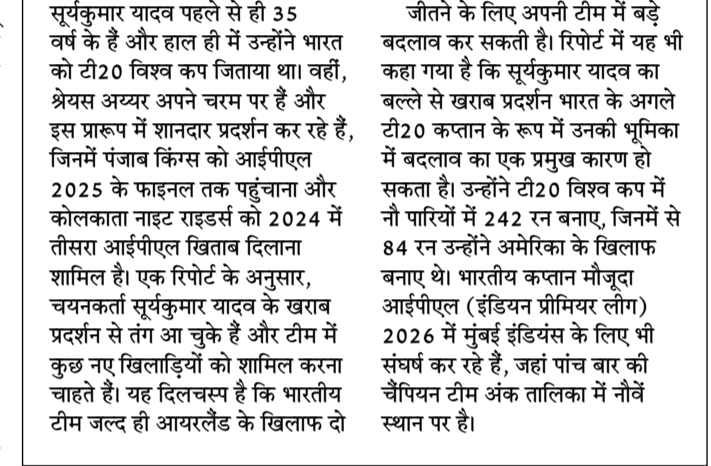 सूर्यकुमार यादव पहले से ही 35
वर्ष के हैं और हाल ही में उन्होंने भारत
को टी20 विश्व कप जिताया था। वहीं,
श्रेयस अय्यर अपने चरम पर हैं और
इस प्रारूप में शानदार प्रदर्शन कर रहे हैं,
जिनमें पंजाब किंग्स को आईपीएल
2025 के फाइनल तक पहुंचाना और
कोलकाता नाइट राइडर्स को 2024 में
तीसरा आईपीएल खिताब दिलाना
शामिल है। एक रिपोर्ट के अनुसार,
चयनकर्ता सूर्यकुमार यादव के खराब
प्रदर्शन से तंग आ चुके हैं और टीम में
कुछ नए खिलाड़ियों को शामिल करना
चाहते हैं। यह दिलचस्प है कि भारतीय
टीम जल्द ही आयरलैंड के खिलाफ दो
जीतने के लिए अपनी टीम में बड़े
बदलाव कर सकती है। रिपोर्ट में यह भी
कहा गया है कि सूर्यकुमार यादव का
बल्ले से खराब प्रदर्शन भारत के अगले
टी20 कप्तान के रूप में उनकी भूमिका
में बदलाव का एक प्रमुख कारण हो
सकता है। उन्होंने टी20 विश्व कप में
नौ पारियों में 242 रन बनाए, जिनमें से
84 रन उन्होंने अमेरिका के खिलाफ
बनाए थे। भारतीय कप्तान मौजूदा
आईपीएल (इंडियन प्रीमियर लीग)
2026 में मुंबई इंडियंस के लिए भी
संघर्ष कर रहे हैं, जहां पांच बार की
चैंपियन टीम अंक तालिका में नौवें
स्थान पर है।